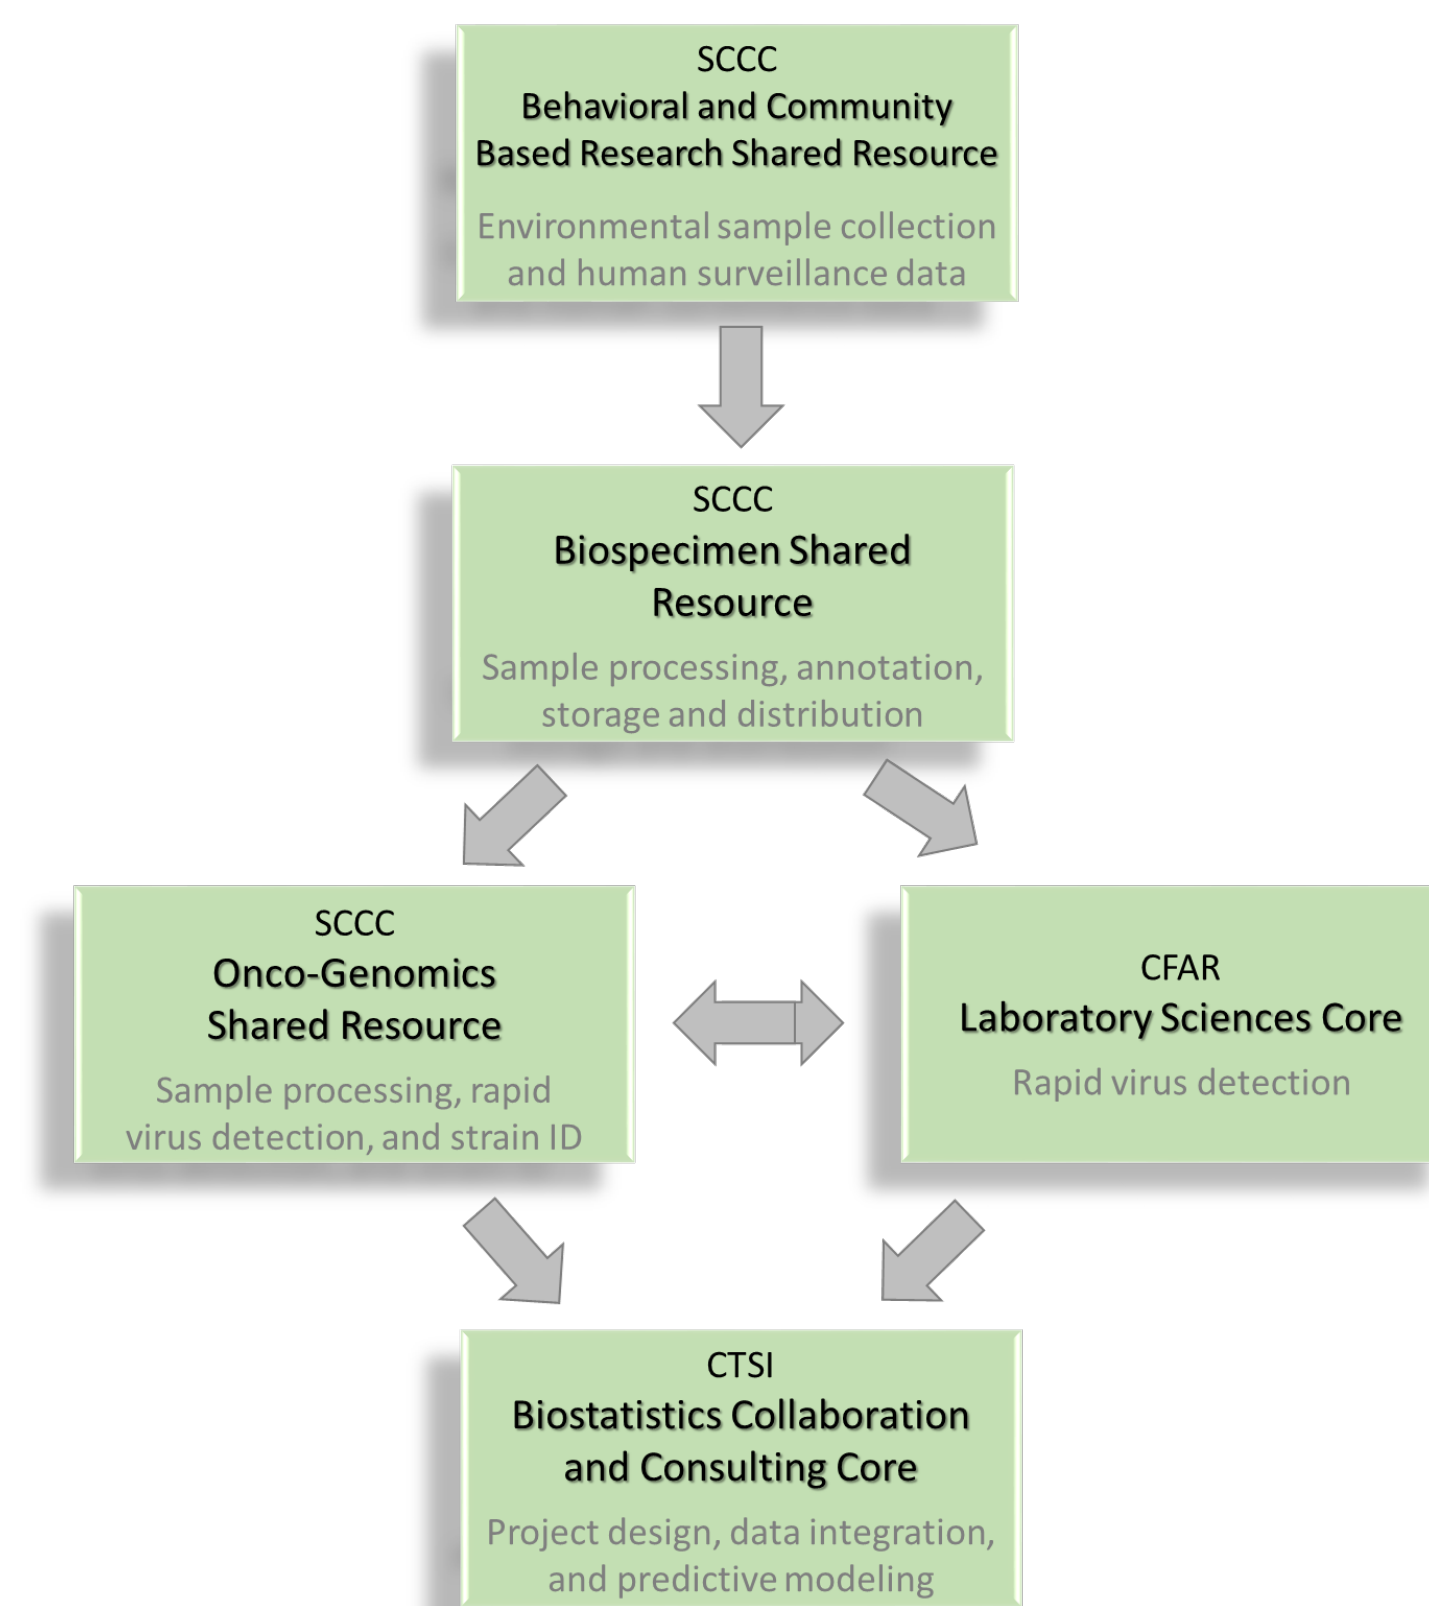 SCCC
Behavioral and Community
Based Research Shared Resource
Environmental sample collection
and human surveillance data
SCCC
Biospecimen Shared
Resource
Sample processing, annotation,
storage and distribution
SCCC
Onco-Genomics
Shared Resource
Sample processing, rapid
virus detection, and strain ID
CFAR
Laboratory Sciences Core
Rapid virus detection
CTSI
Biostatistics Collaboration
and Consulting Core
Project design, data integration,
and predictive modeling